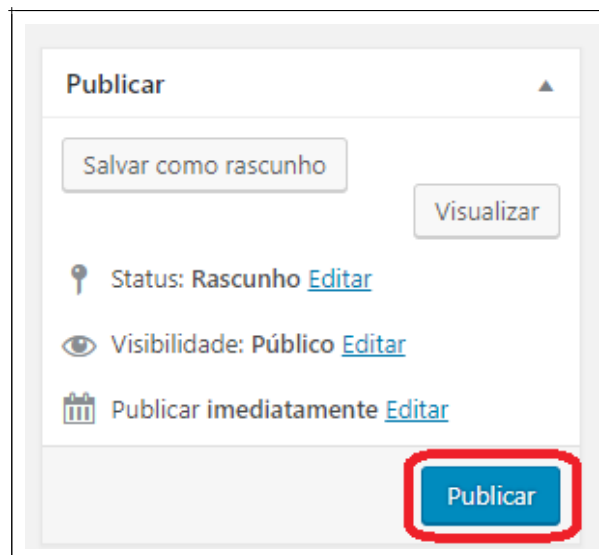 Publicar
Salvar como rascunho
Visualizar
Status: Rascunho Editar
Visibilidade: Público Editar
Publicar imediatamente Editar
Publicar